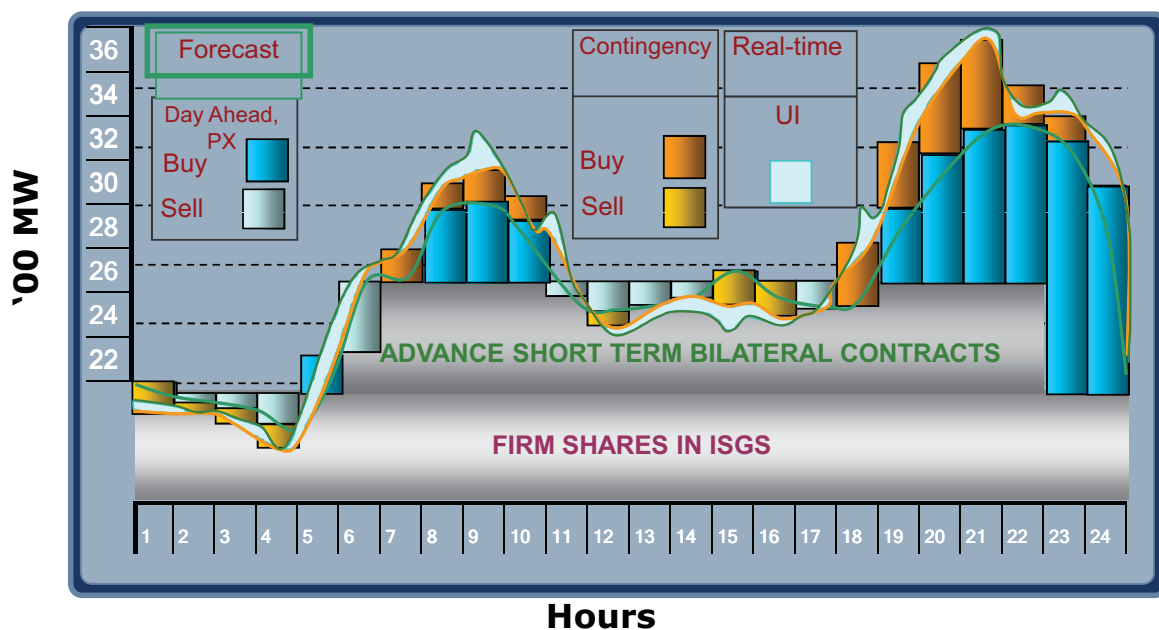 36
34
32
30
28
26
24
22
‘00 MW
Forecast
Day Ahead,
PX
Buy
Sell
Contingency
Buy
Sell
Real-time
UI
ADVANCE SHORT TERM BILATERAL CONTRACTS
FIRM SHARES IN ISGS
1 2 3 4 5 6 7 8 9 10 11 12 13 14 15 16 17 18 19 20 21 22 23 24
Hours